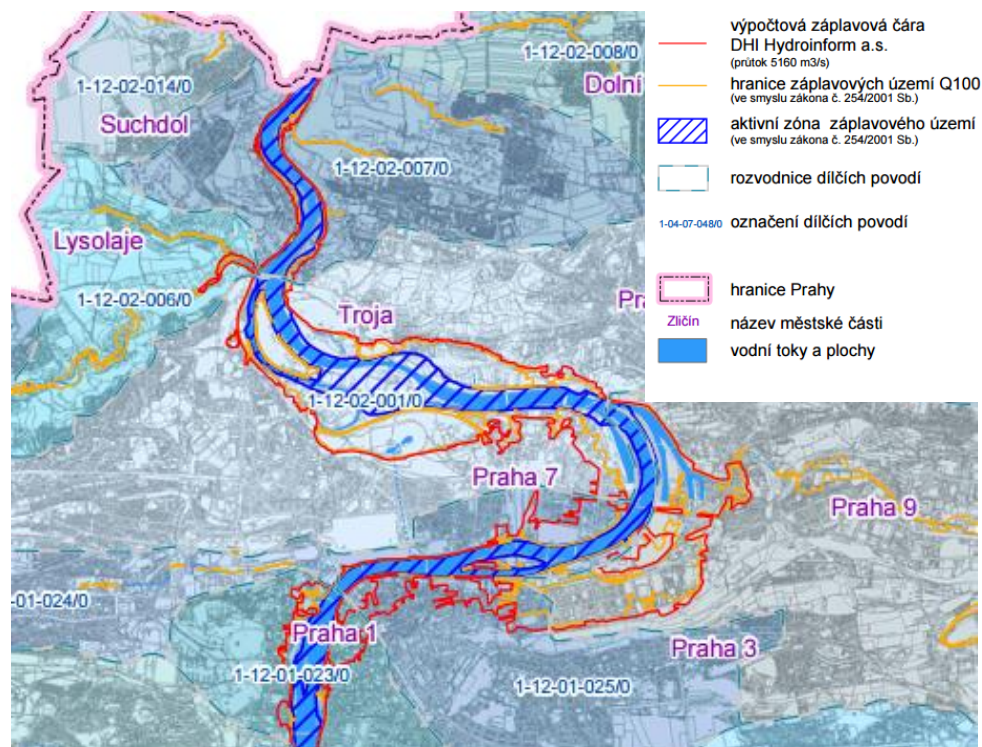 1-12-02-008/0
Dolní
1-12-02-014/0
Suchdol
1-12-02-007/0
Lysolaje
1-12-02-006/0
Troja
1-12-02-001/0
Praha 7
Praha 9
-01-024/0
Praha 1
Praha 3
1-12-01-023/0
1-12-01-025/0
výpočtová záplavová čára
DHI Hydroinform a.s.
(průtok 5160 m3/s)
hranice záplavových území Q100
(ve smyslu zákona č. 254/2001 Sb.)
aktivní zóna záplavového území
(ve smyslu zákona č. 254/2001 Sb.)
rozvodnice dílčích povodí
1-04-07-048/0 označení dílčích povodí
hranice Prahy
Zličín název městské části
vodní toky a plochy